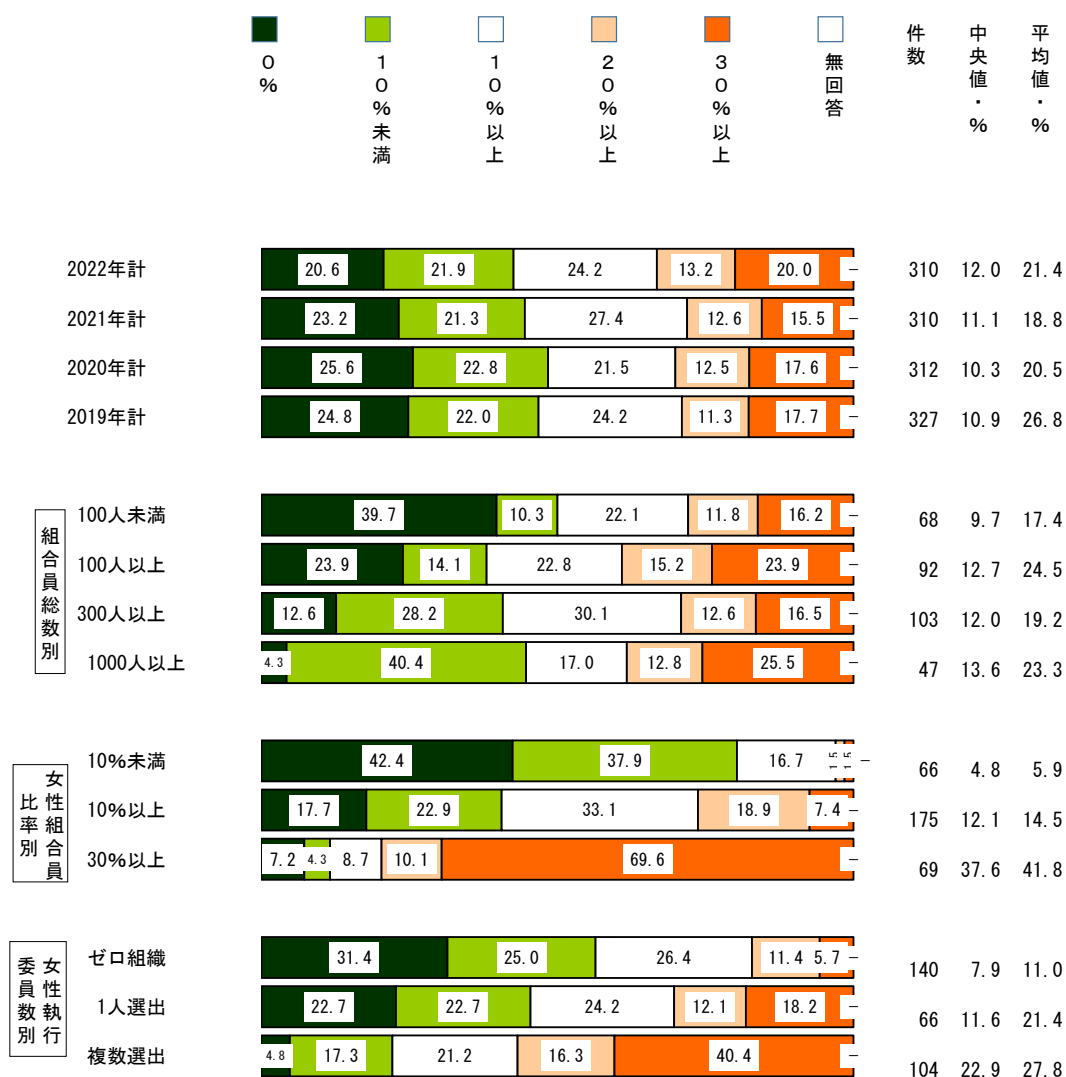 0%
10%未満
10%以上
20%以上
30%以上
無回答
件数
中央値・%
平均値・%
2022年計 20.6 21.9 24.2 13.2 20.0 - 310 12.0 21.4
2021年計 23.2 21.3 27.4 12.6 15.5 - 310 11.1 18.8
2020年計 25.6 22.8 21.5 12.5 17.6 - 312 10.3 20.5
2019年計 24.8 22.0 24.2 11.3 17.7 - 327 10.9 26.8
組合員総数別
100人未満 39.7 10.3 22.1 11.8 16.2 - 68 9.7 17.4
100人以上 23.9 14.1 22.8 15.2 23.9 - 92 12.7 24.5
300人以上 12.6 28.2 30.1 12.6 16.5 - 103 12.0 19.2
1000人以上 4.3 40.4 17.0 12.8 25.5 - 47 13.6 23.3
女性組合員比率別
10%未満 42.4 37.9 16.7 1.5 1.5 - 66 4.8 5.9
10%以上 17.7 22.9 33.1 18.9 7.4 - 175 12.1 14.5
30%以上 7.2 4.3 8.7 10.1 69.6 - 69 37.6 41.8
女性執行委員数別
ゼロ組織 31.4 25.0 26.4 11.4 5.7 - 140 7.9 11.0
1人選出 22.7 22.7 24.2 12.1 18.2 - 66 11.6 21.4
複数選出 4.8 17.3 21.2 16.3 40.4 - 104 22.9 27.8